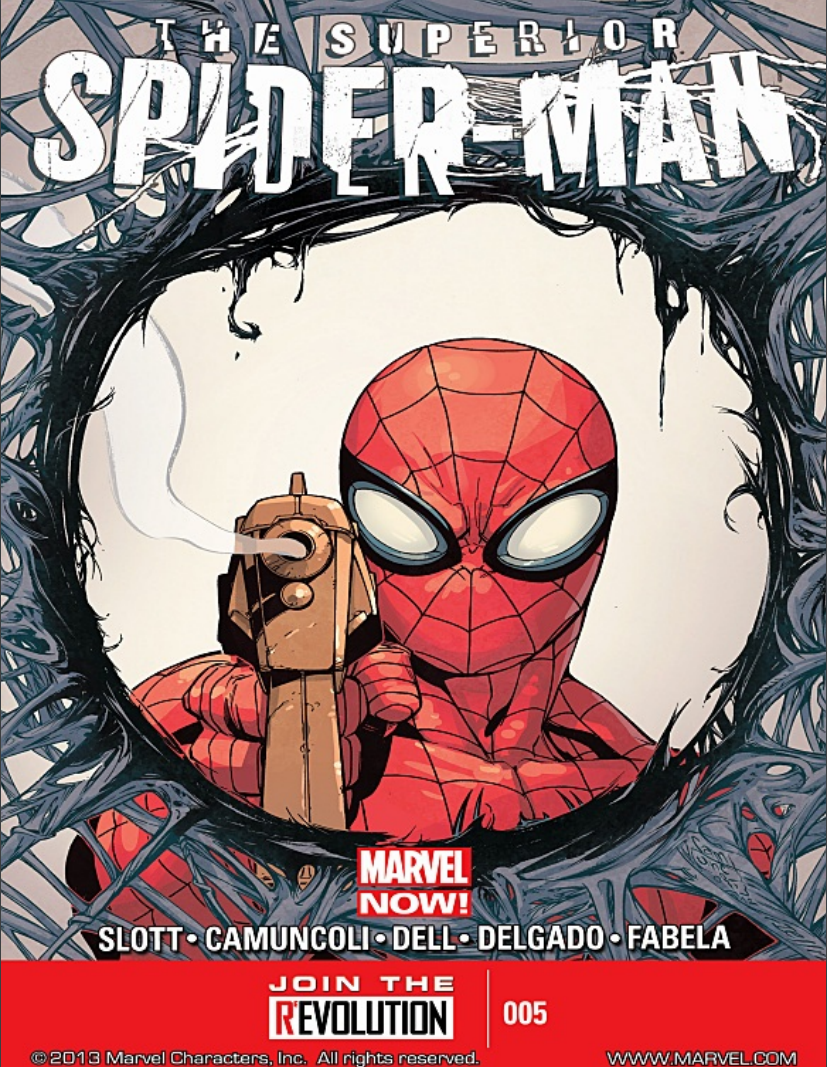 THE SUPERIOR
SPIDER-MAN
MARVEL
NOW!
SLOTT • CAMUNCOLI • DELL • DELGADO • FABELA
JOIN THE
R'EVOLUTION
005
©2013 Marvel Characters, Inc. All rights reserved.
WWW.MARVEL.COM